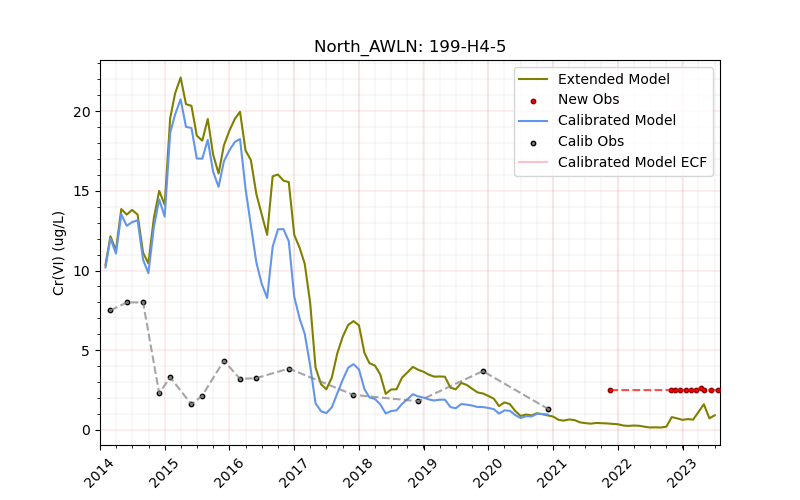 North_AWLN: 199-H4-5
Extended Model
New Obs
Calibrated Model
Calib Obs
Calibrated Model ECF
Cr(VI) (ug/L)
20
15
10
5
0
2014
2015
2016
2017
2018
2019
2020
2021
2022
2023